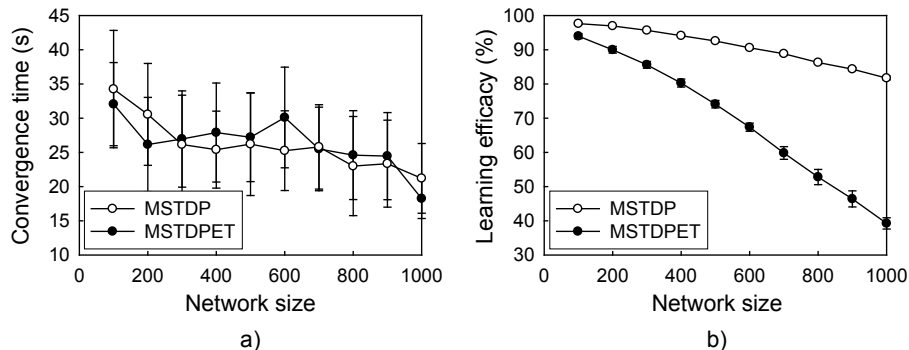 45
40
35
30
25
20
15
10
Convergence time (s)
MSTDP
MSTDPET
0 200 400 600 800 1000
Network size
a)
100
90
80
70
60
50
40
30
Learning efficacy (%)
MSTDP
MSTDPET
0 200 400 600 800 1000
Network size
b)